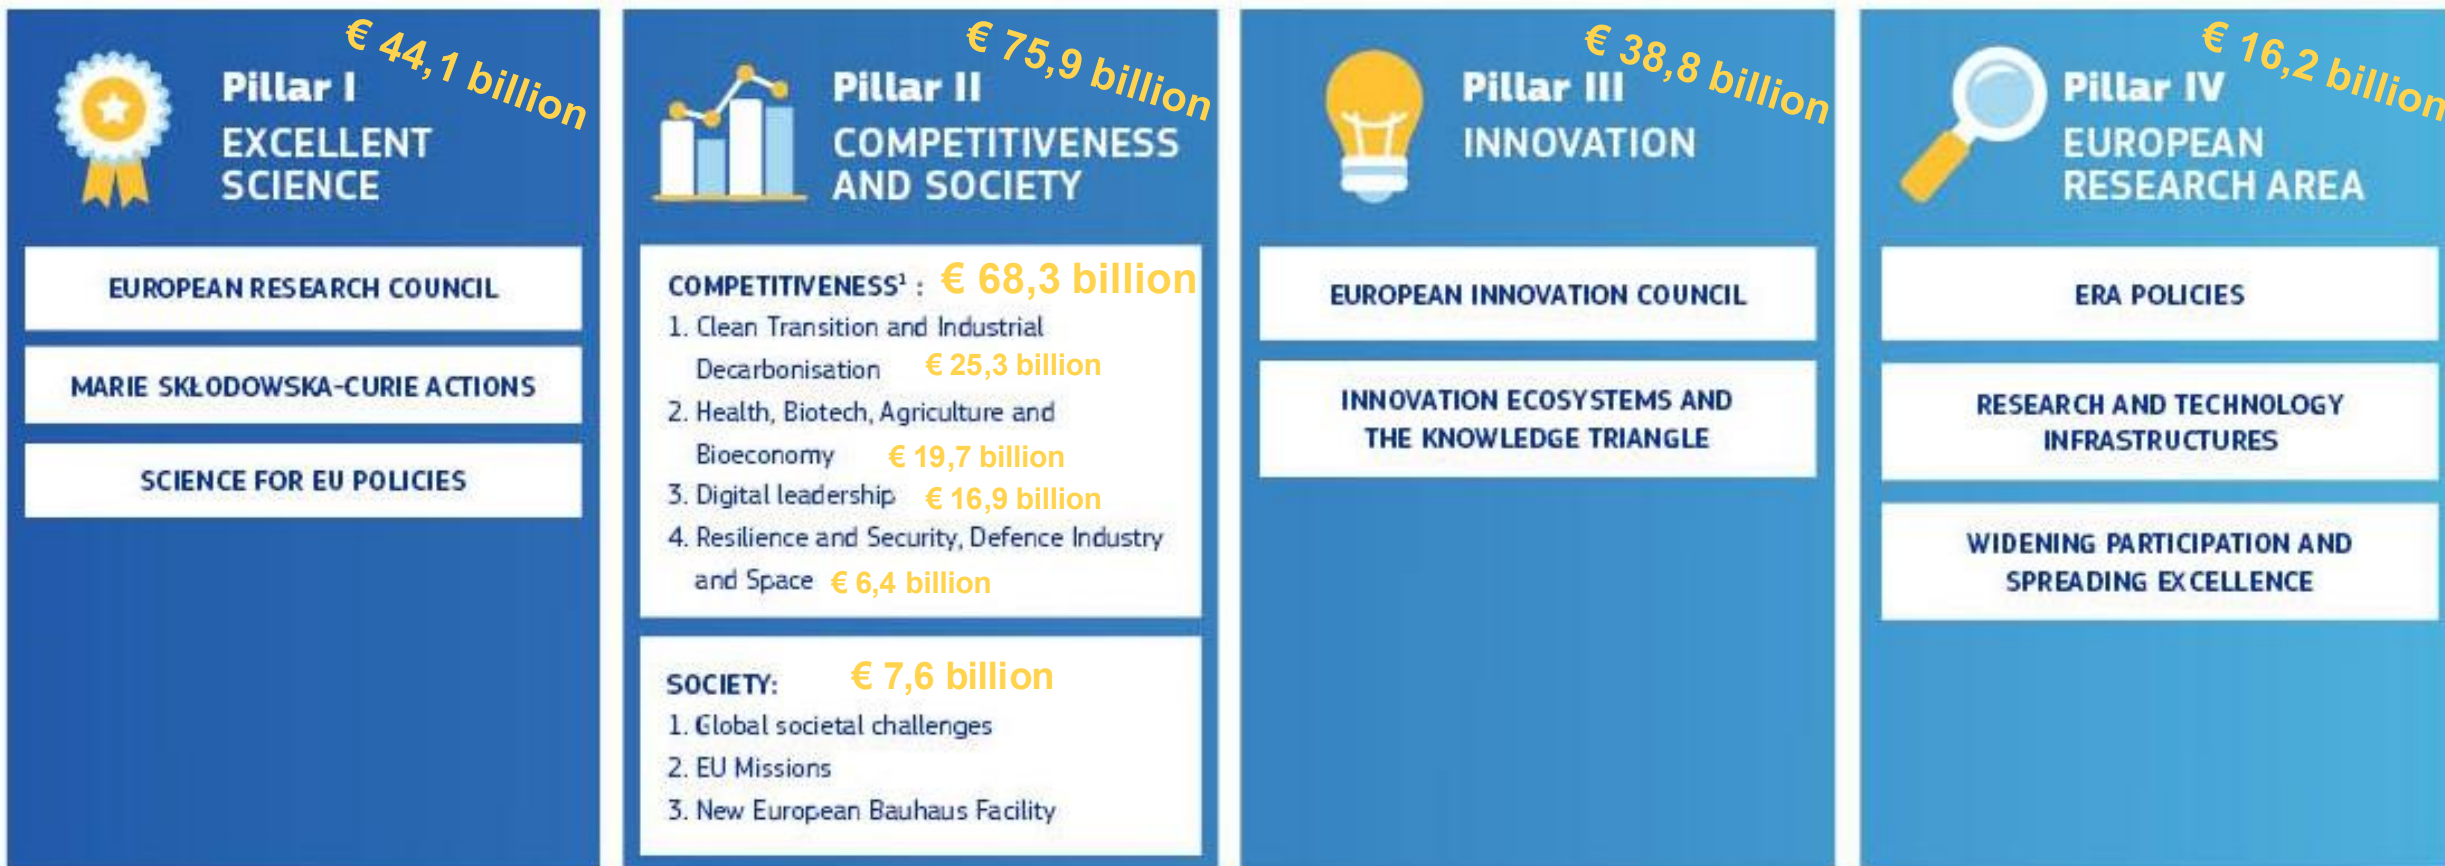 € 44,1 billion
Pillar I
EXCELLENT
SCIENCE
EUROPEAN RESEARCH COUNCIL
MARIE SKŁODOWSKA-CURIE ACTIONS
SCIENCE FOR EU POLICIES
€ 75,9 billion
Pillar II
COMPETITIVENESS
AND SOCIETY
COMPETITIVENESS¹ : € 68,3 billion
1. Clean Transition and Industrial
Decarbonisation € 25,3 billion
2. Health, Biotech, Agriculture and
Bioeconomy € 19,7 billion
3. Digital leadership € 16,9 billion
4. Resilience and Security, Defence Industry
and Space € 6,4 billion
SOCIETY: € 7,6 billion
1. Global societal challenges
2. EU Missions
3. New European Bauhaus Facility
€ 38,8 billion
Pillar III
INNOVATION
EUROPEAN INNOVATION COUNCIL
INNOVATION ECOSYSTEMS AND
THE KNOWLEDGE TRIANGLE
€ 16,2 billion
Pillar IV
EUROPEAN
RESEARCH AREA
ERA POLICIES
RESEARCH AND TECHNOLOGY
INFRASTRUCTURES
WIDENING PARTICIPATION AND
SPREADING EXCELLENCE